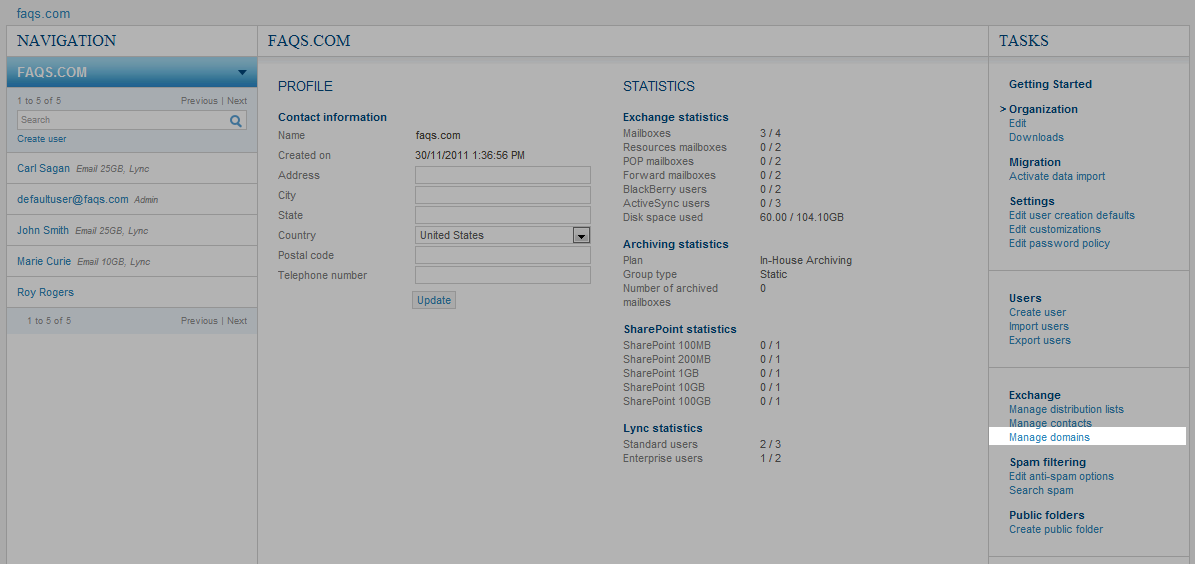 faqs.com
NAVIGATION
FAQS.COM
1 to 5 of 5 Previous | Next
Search
Create user
Carl Sagan Email 25GB, Lync
defaultuser@faqs.com Admin
John Smith Email 25GB, Lync
Marie Curie Email 10GB, Lync
Roy Rogers
1 to 5 of 5 Previous | Next
FAQS.COM
PROFILE
Contact information
Name faqs.com
Created on 30/11/2011 1:36:56 PM
Address
City
State
Country United States
Postal code
Telephone number
Update
STATISTICS
Exchange statistics
Mailboxes 3 / 4
Resources mailboxes 0 / 2
POP mailboxes 0 / 2
Forward mailboxes 0 / 2
BlackBerry users 0 / 2
ActiveSync users 0 / 3
Disk space used 60.00 / 104.10GB
Archiving statistics
Plan In-House Archiving
Group type Static
Number of archived 0
mailboxes
SharePoint statistics
SharePoint 100MB 0 / 1
SharePoint 200MB 0 / 1
SharePoint 1GB 0 / 1
SharePoint 10GB 0 / 1
SharePoint 100GB 0 / 1
Lync statistics
Standard users 2 / 3
Enterprise users 1 / 2
TASKS
Getting Started
> Organization
Edit
Downloads
Migration
Activate data import
Settings
Edit user creation defaults
Edit customizations
Edit password policy
Users
Create user
Import users
Export users
Exchange
Manage distribution lists
Manage contacts
Manage domains
Spam filtering
Edit anti-spam options
Search spam
Public folders
Create public folder